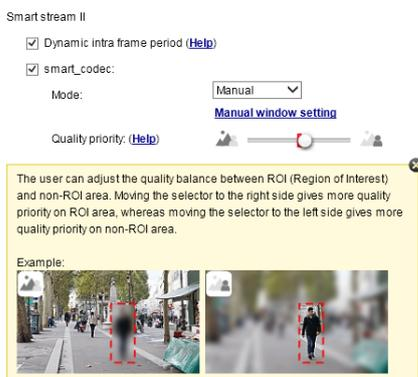 Smart stream II
Dynamic intra frame period (Help)
smart_codec:
Mode: Manual
Manual window setting
Quality priority: (Help)
The user can adjust the quality balance between ROI (Region of Interest)
and non-ROI area. Moving the selector to the right side gives more quality
priority on ROI area, whereas moving the selector to the left side gives more
quality priority on non-ROI area.
Example: